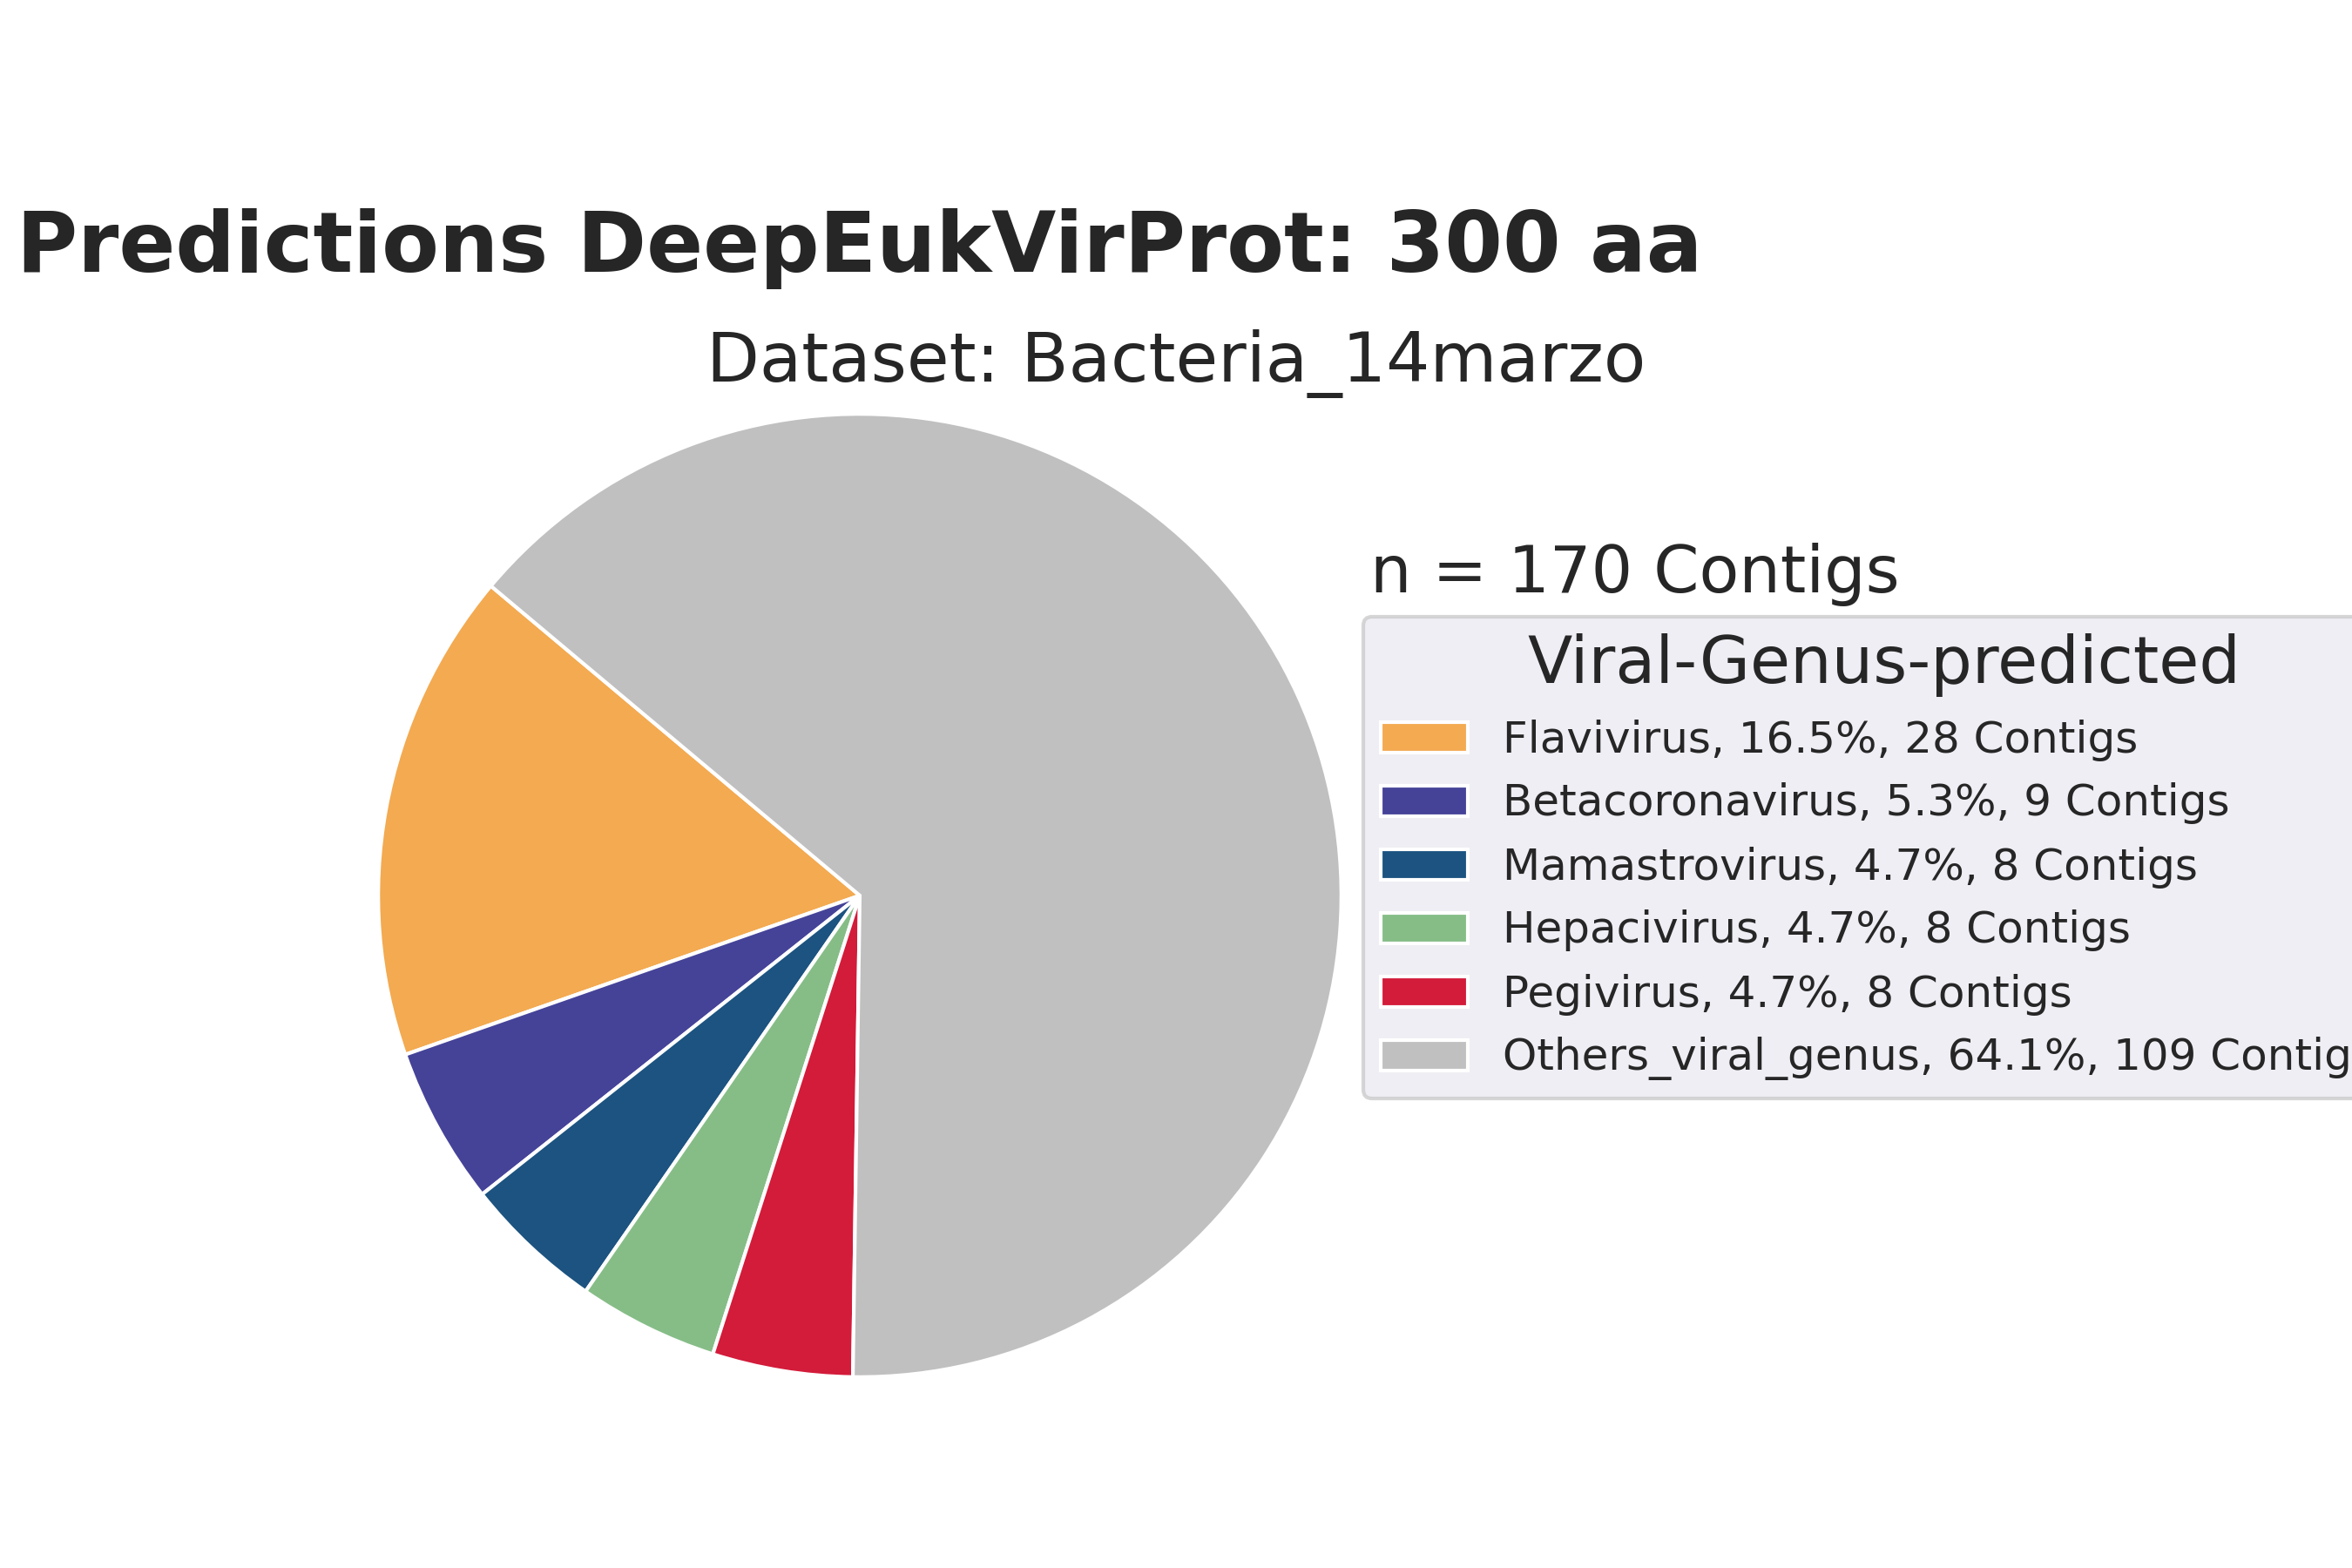 Predictions DeepEukVirProt: 300 aa
Dataset: Bacteria_14marzo
n = 170 Contigs
Viral-Genus-predicted
Flavivirus, 16.5%, 28 Contigs
Betacoronavirus, 5.3%, 9 Contigs
Mamastrovirus, 4.7%, 8 Contigs
Hepacivirus, 4.7%, 8 Contigs
Pegivirus, 4.7%, 8 Contigs
Others_viral_genus, 64.1%, 109 Contig